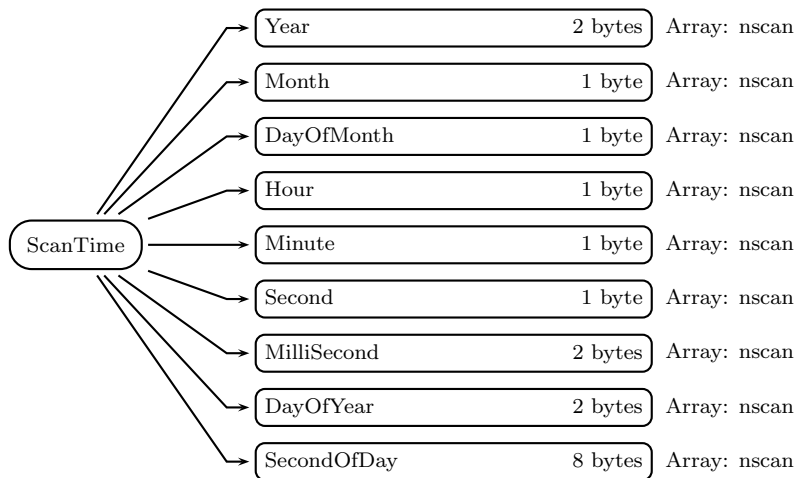 Year 2 bytes Array: nscan
Month 1 byte Array: nscan
DayOfMonth 1 byte Array: nscan
Hour 1 byte Array: nscan
ScanTime
Minute 1 byte Array: nscan
Second 1 byte Array: nscan
MilliSecond 2 bytes Array: nscan
DayOfYear 2 bytes Array: nscan
SecondOfDay 8 bytes Array: nscan